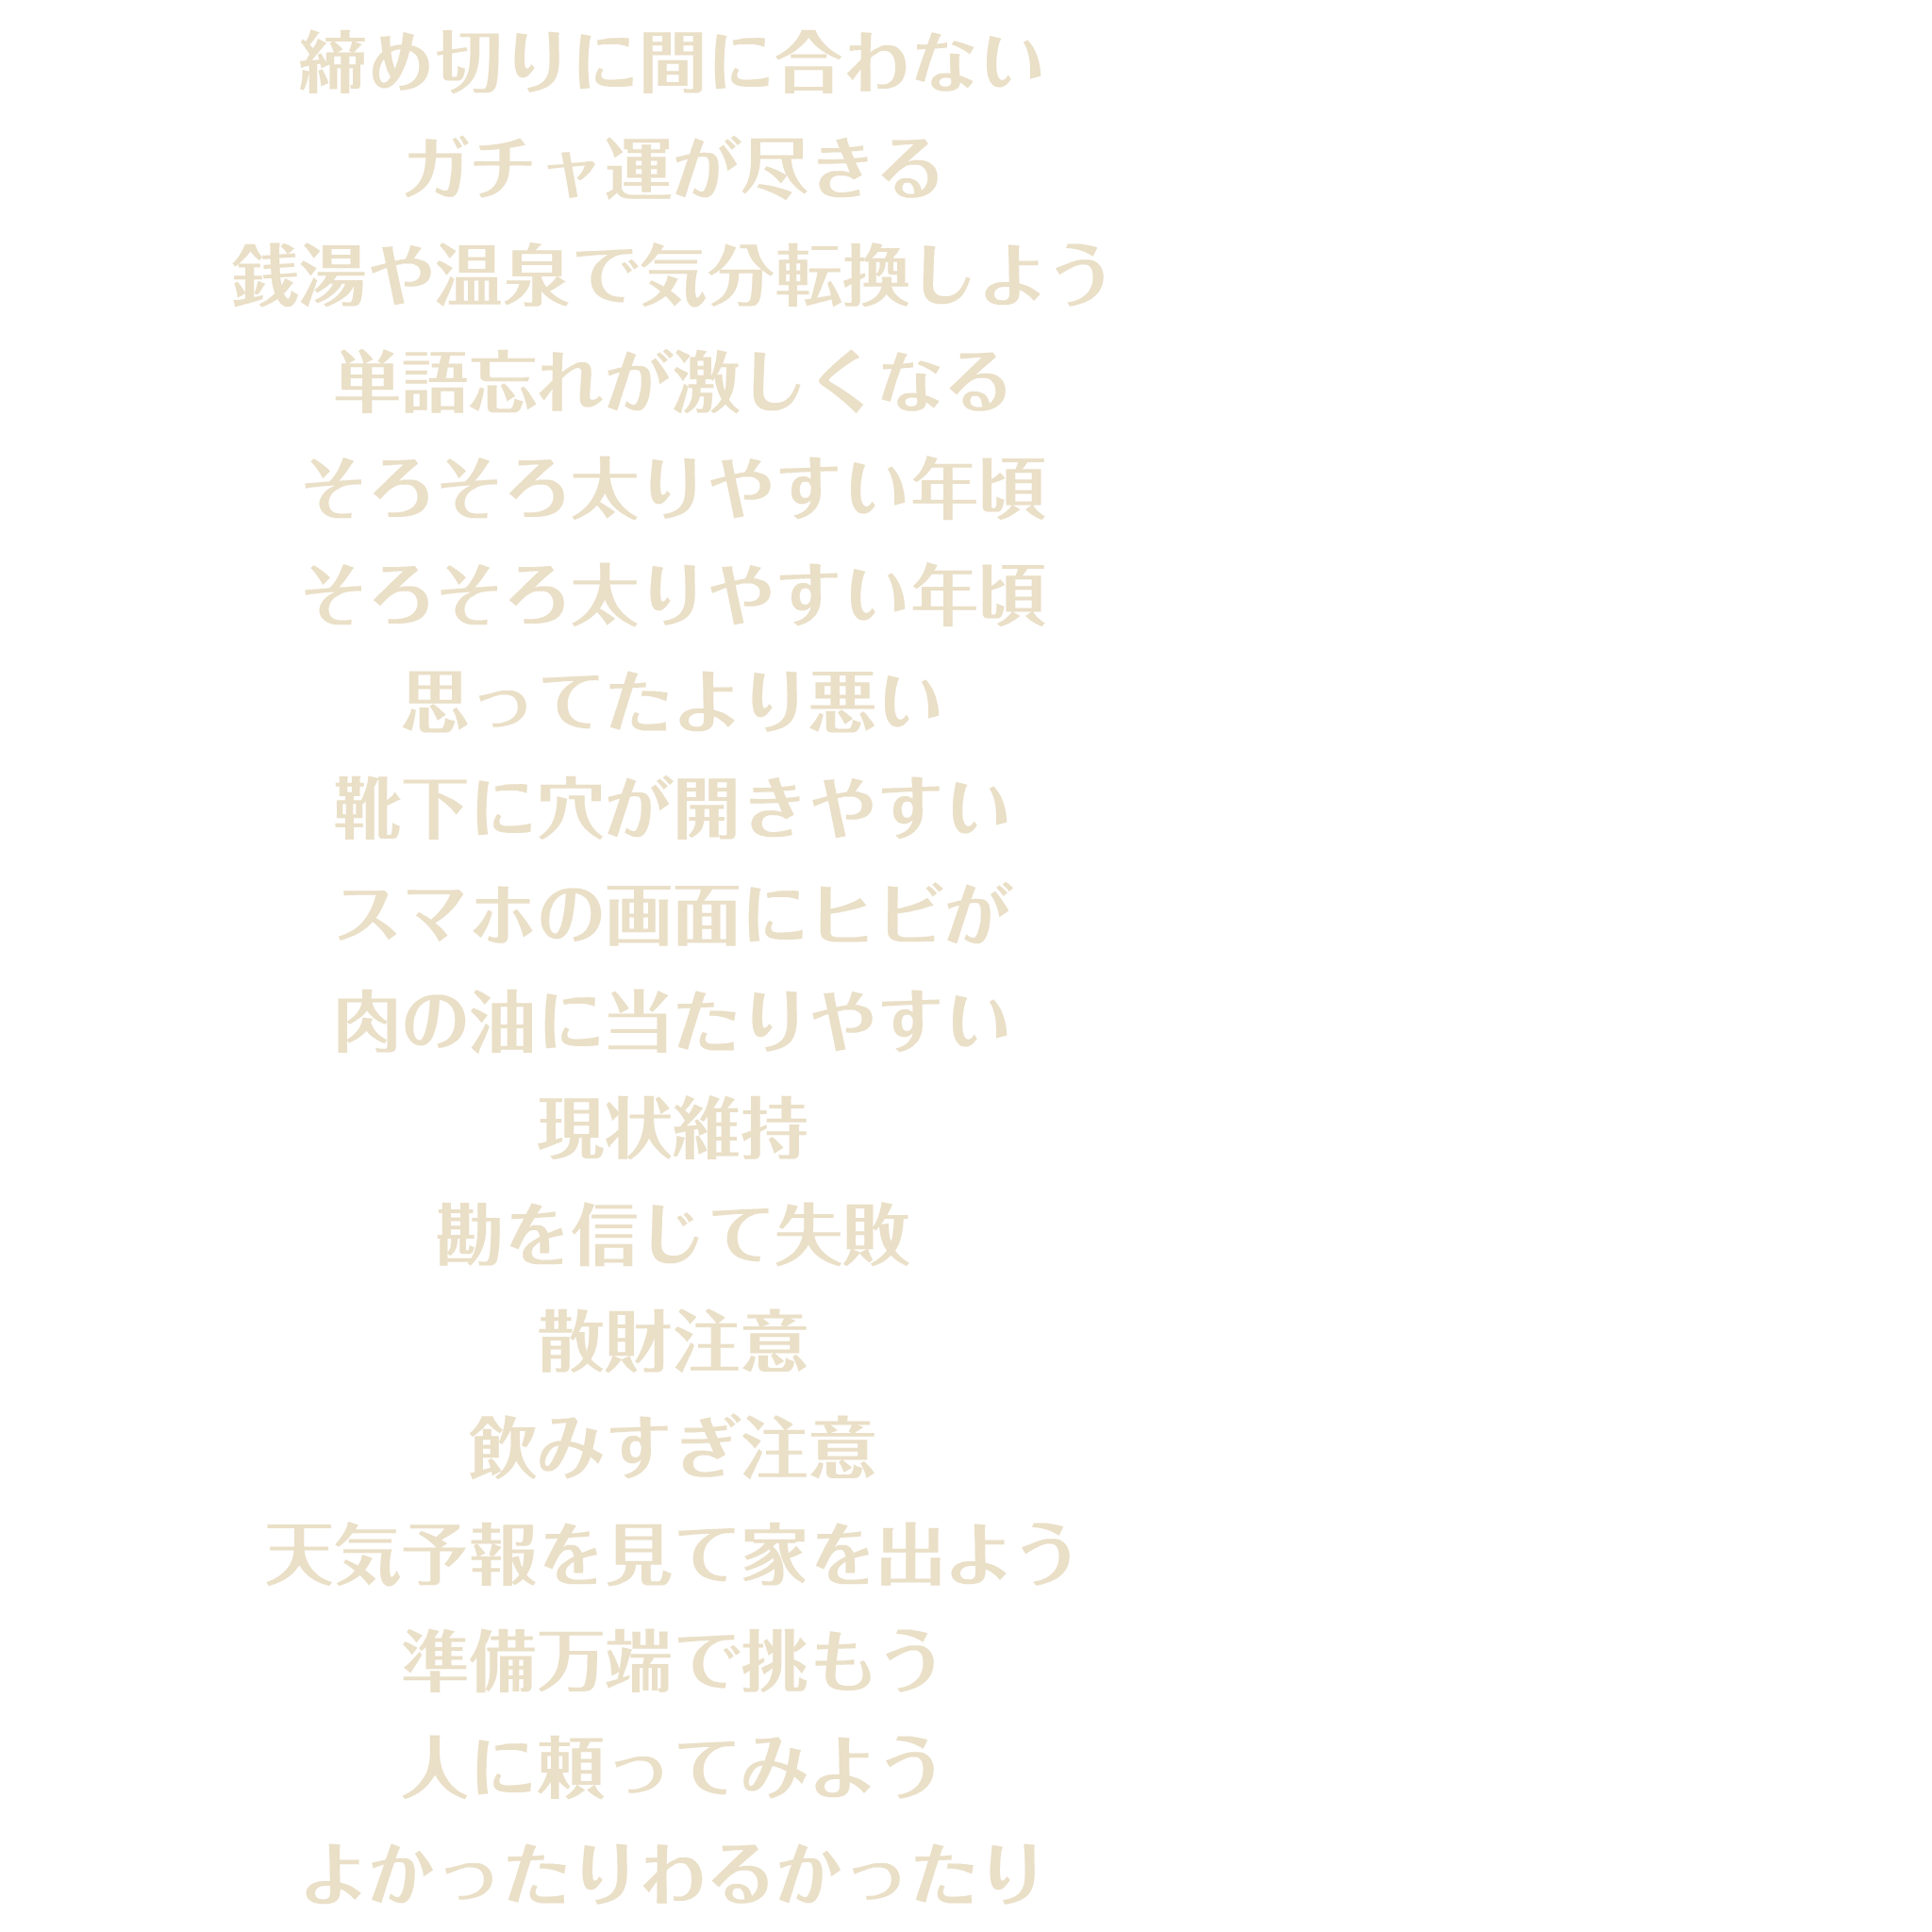 締め切りに間に合わない
ガチャ運が尽きる
銭湯や温泉で気分転換しよう
単語忘れが激しくなる
そろそろ太りやすい年頃
そろそろ太りやすい年頃
思ってたより悪い
靴下に穴が開きやすい
スマホの画面にヒビが
肉の油に当たりやすい
現状維持
勘を信じて失敗
散財注意
飲みすぎ注意
天気予報を見て家を出よう
準備万端で挑もう
人に頼ってみよう
よかったりわるかったり